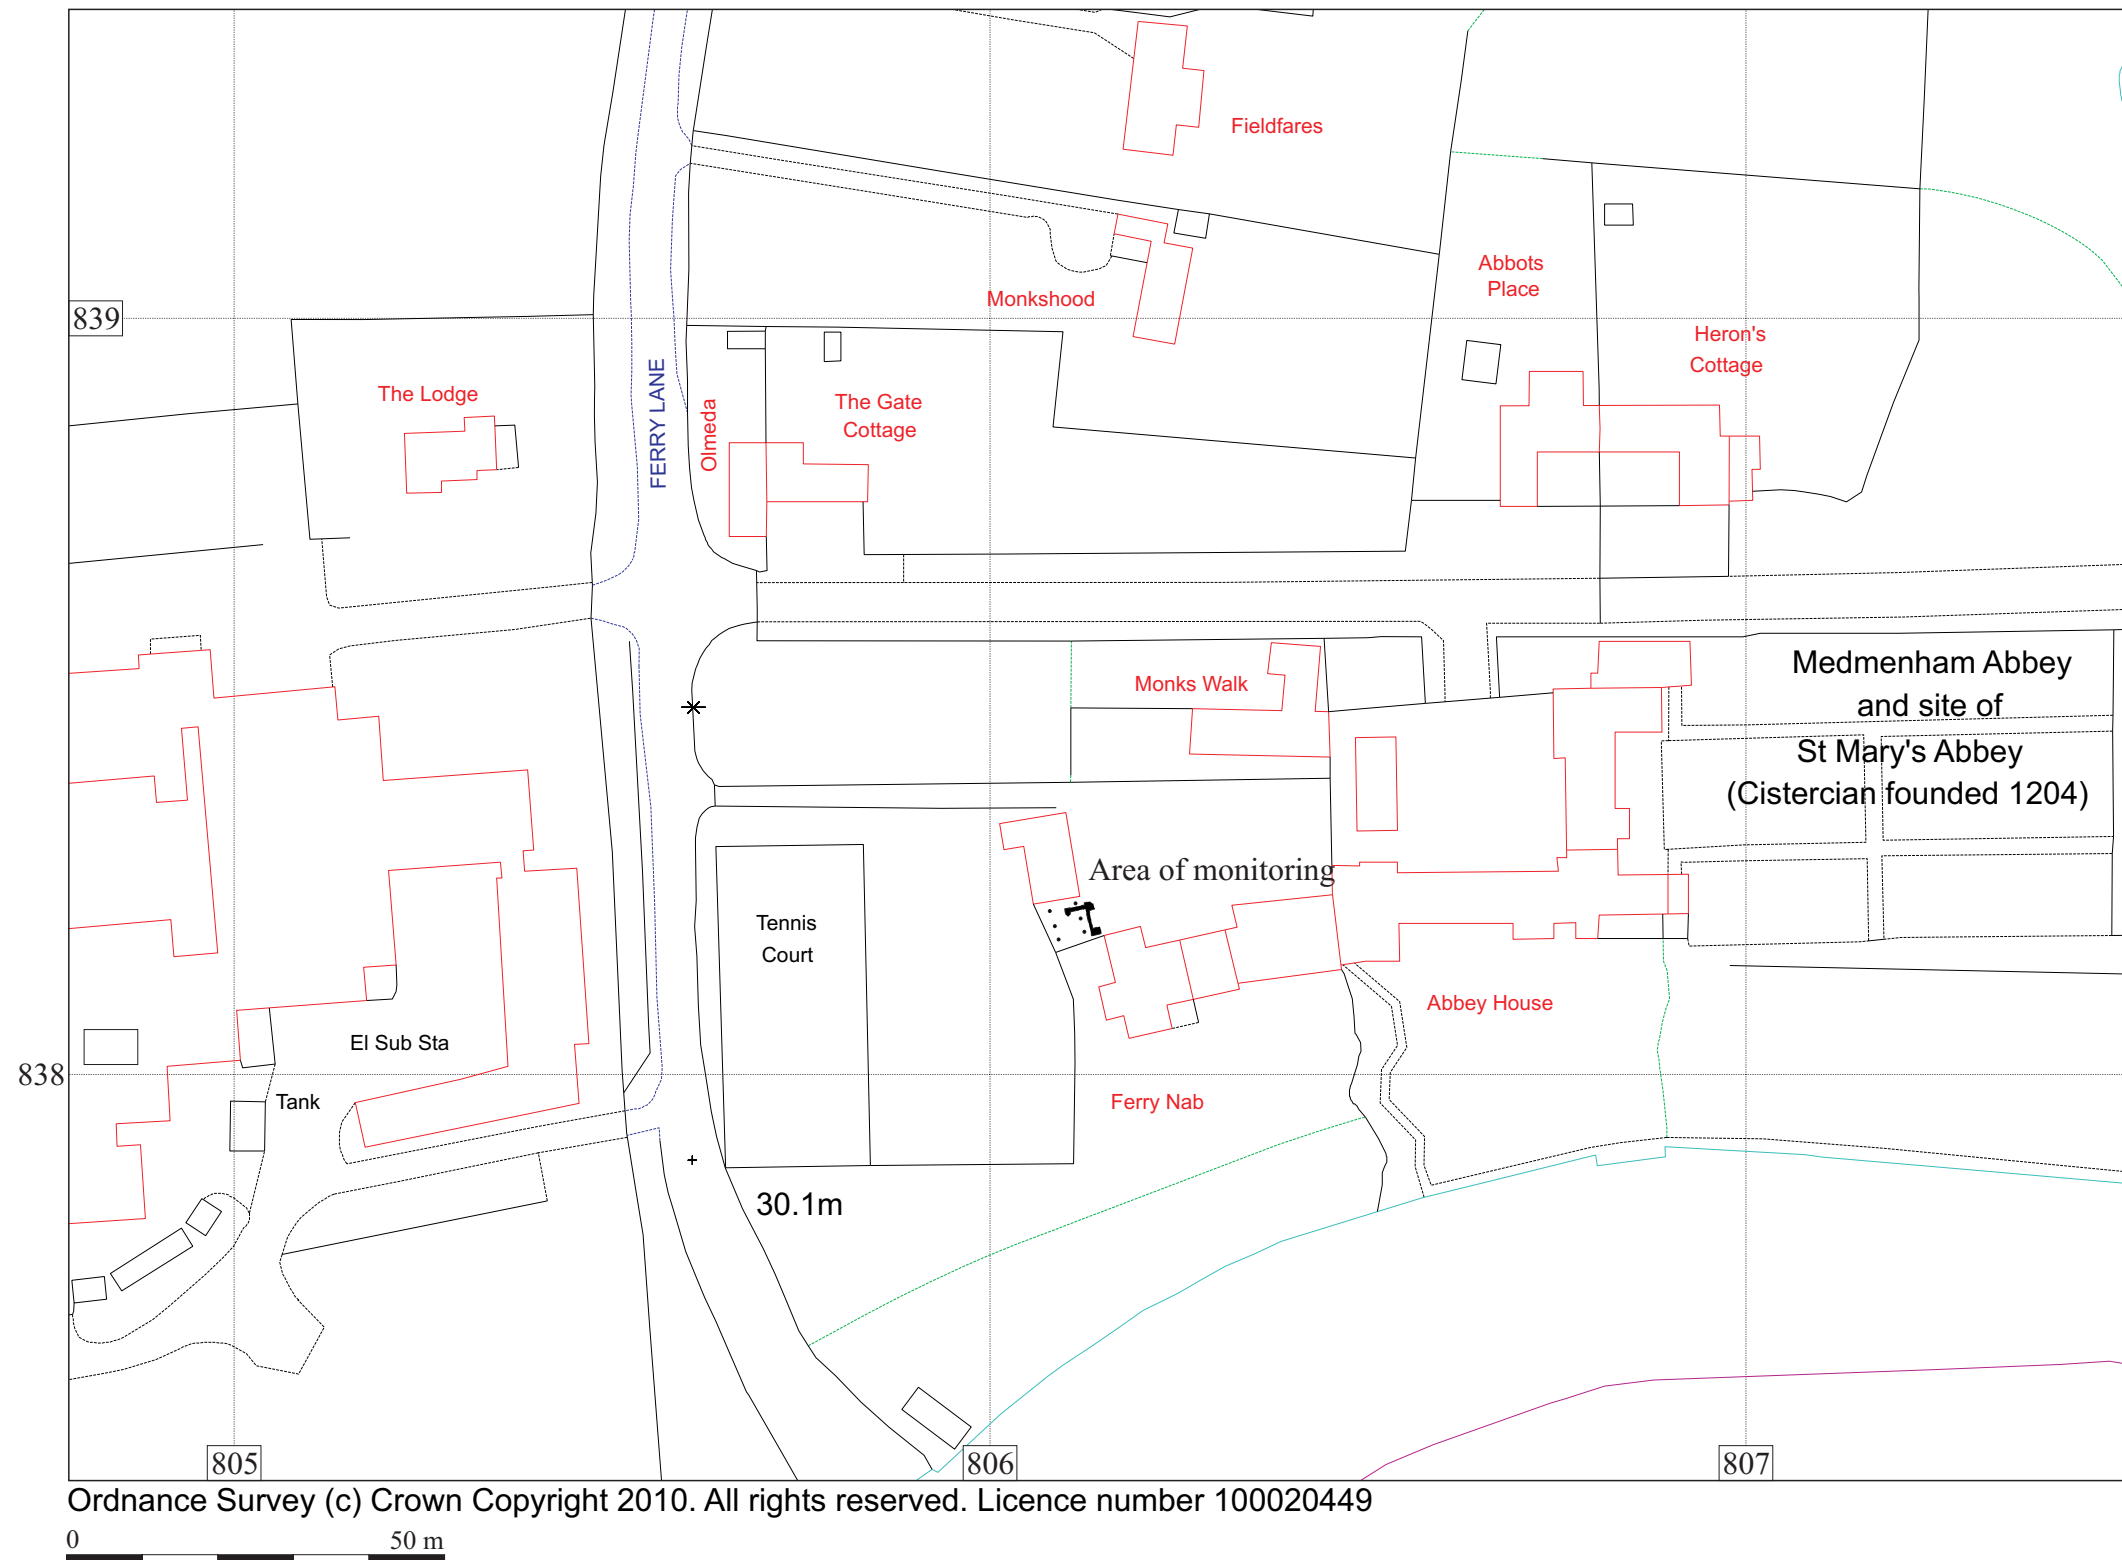 Fieldfares
Abbots
Place
Monkshood
839
Heron's
Cottage
The Lodge
FERRY LANE
Olmeda
The Gate
Cottage
Monks Walk
Medmenham Abbey
and site of
St Mary's Abbey
(Cistercian founded 1204)
Area of monitoring
Tennis
Court
Abbey House
El Sub Sta
838
Tank
Ferry Nab
30.1m
805
806
807
Ordnance Survey (c) Crown Copyright 2010. All rights reserved. Licence number 100020449
0 50 m